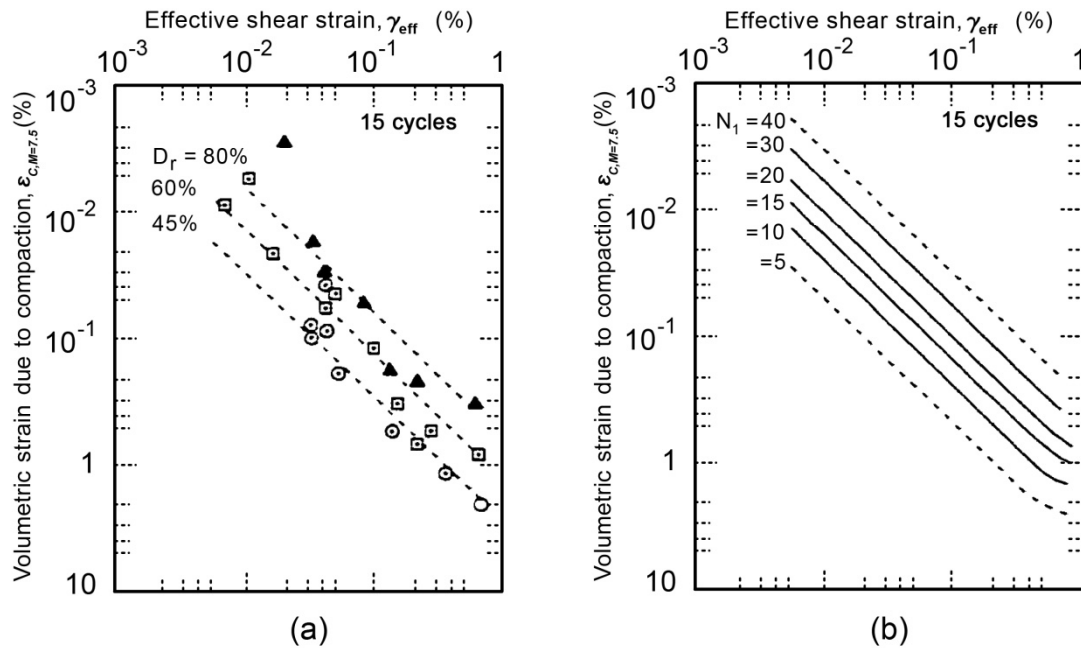 Effective shear strain, γeff (%)
10⁻³ 10⁻² 10⁻¹ 1
Volumetric strain due to compaction, εC,M=7.5 (%)
10⁻³
10⁻²
10⁻¹
1
10
15 cycles
Dr = 80%
60%
45%
(a)
Effective shear strain, γeff (%)
10⁻³ 10⁻² 10⁻¹ 1
Volumetric strain due to compaction, εC,M=7.5 (%)
10⁻³
10⁻²
10⁻¹
1
10
N1 =40
15 cycles
=30
=20
=15
=10
=5
(b)